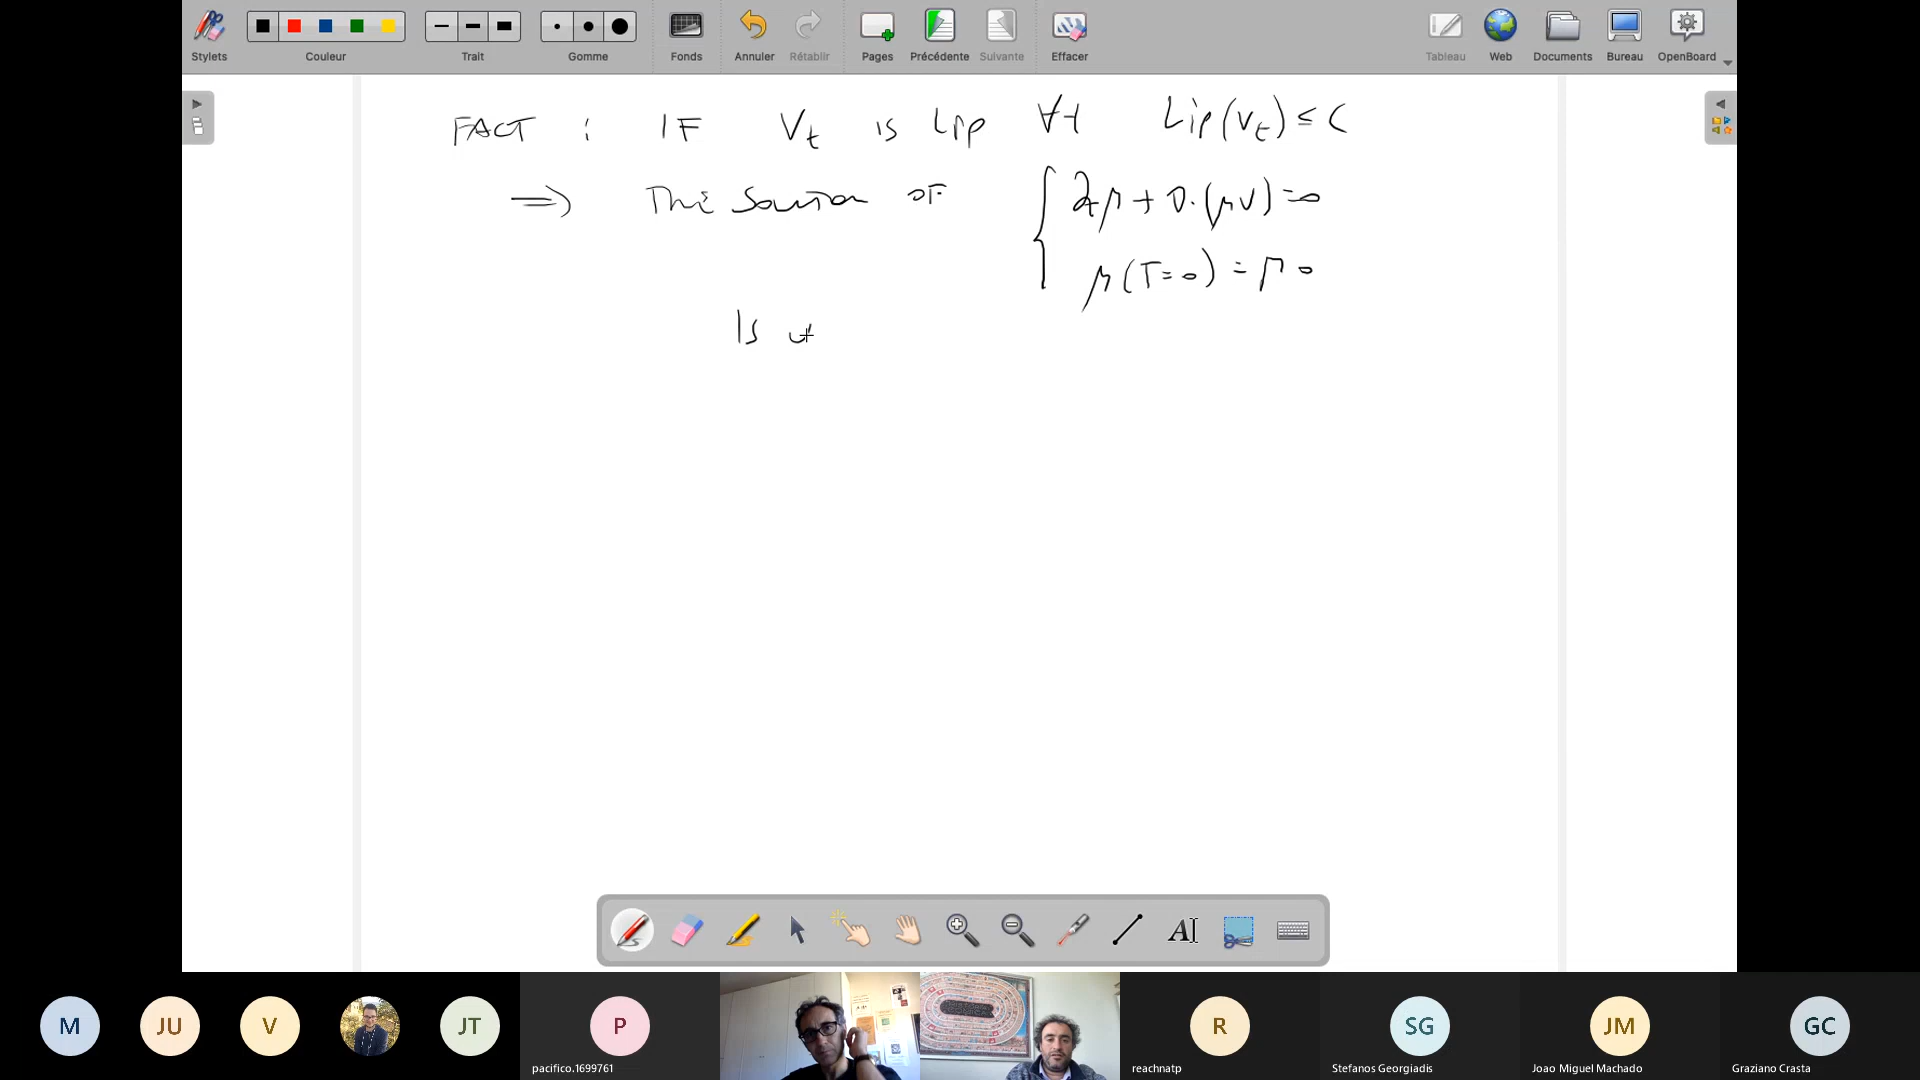 Stylets Couleur Trait Gomme Fonds Annuler Rétablir Pages Précédente Suivante Effacer Tableau Web Documents Bureau OpenBoard
FACT : IF V_t is Lip ∀t Lip(V_t) ≤ C
⇒ The Solution OF { ∂_t μ + ∇·(μv) = 0
μ(T=0) = μ0
Is
AI
M JU V JT P R SG JM GC
pacifico.1699761 reachnatp Stefanos Georgiadis Joao Miguel Machado Graziano Crasta